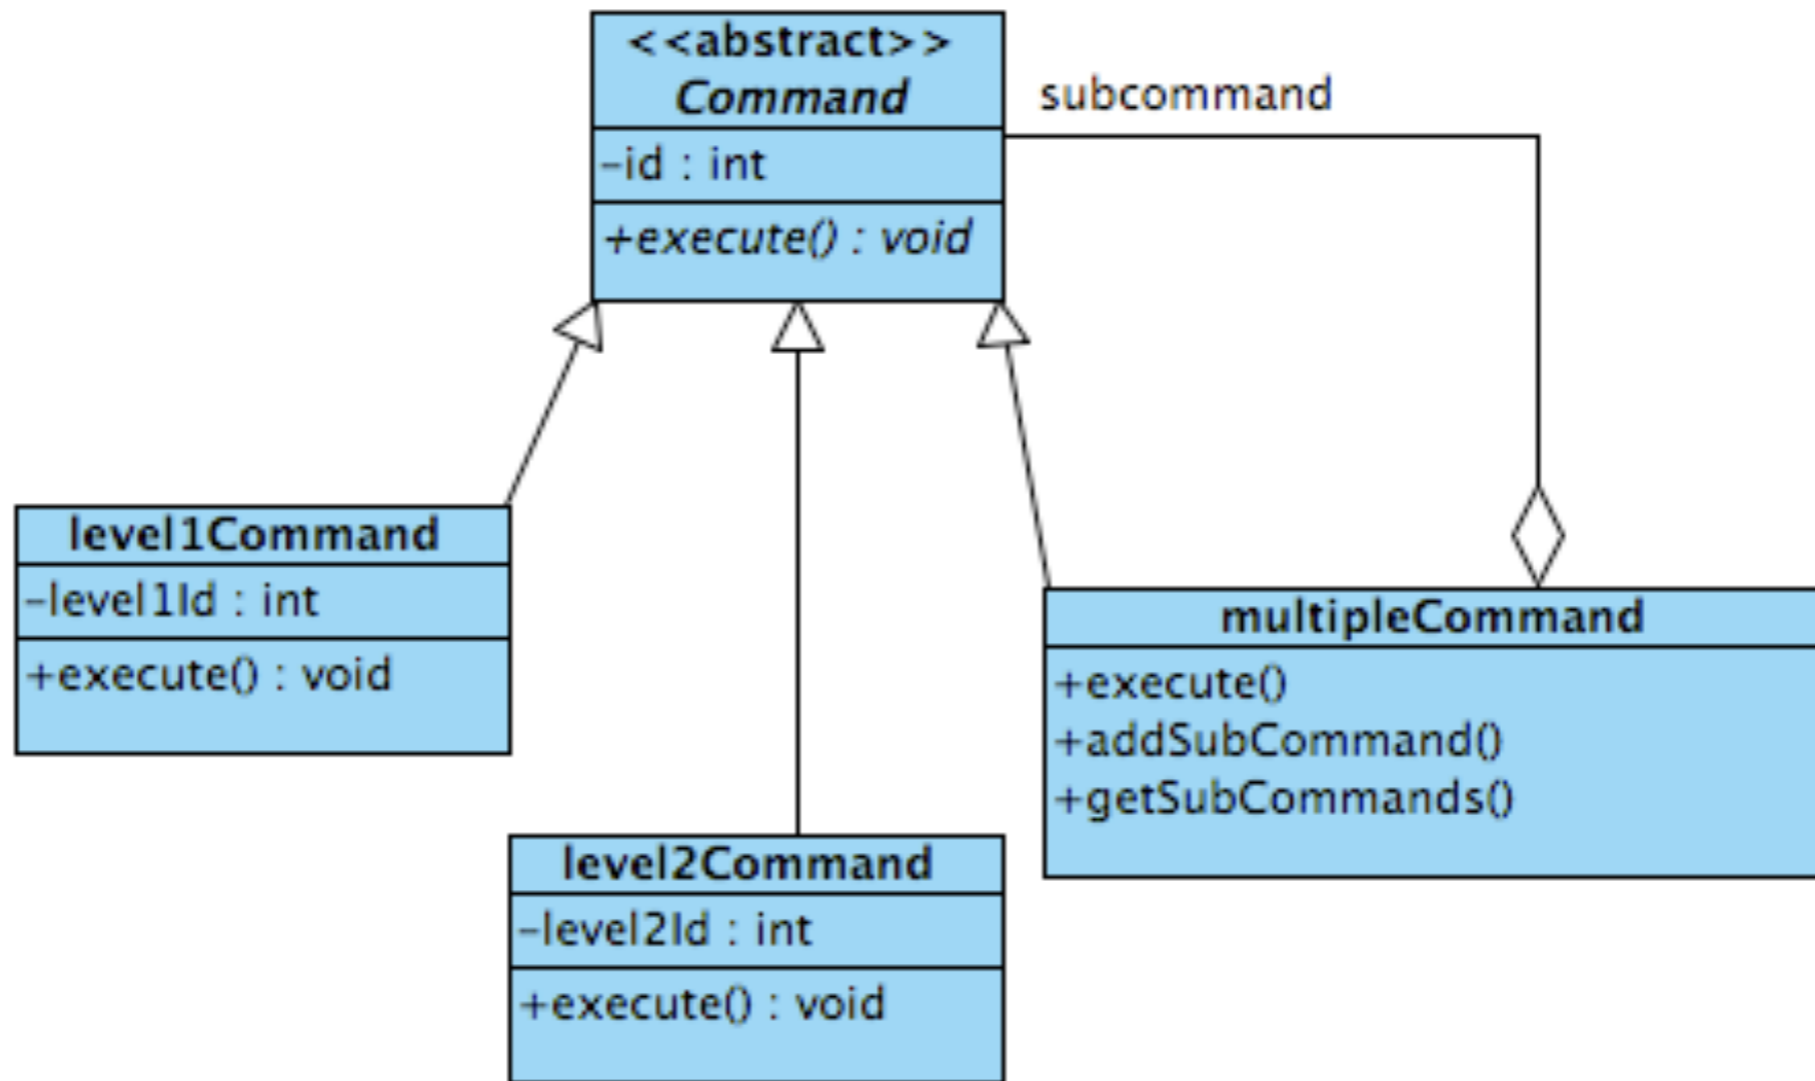 <<abstract>>
Command
-id : int
+execute() : void
subcommand
level1Command
-level1Id : int
+execute() : void
multipleCommand
+execute()
+addSubCommand()
+getSubCommands()
level2Command
-level2Id : int
+execute() : void